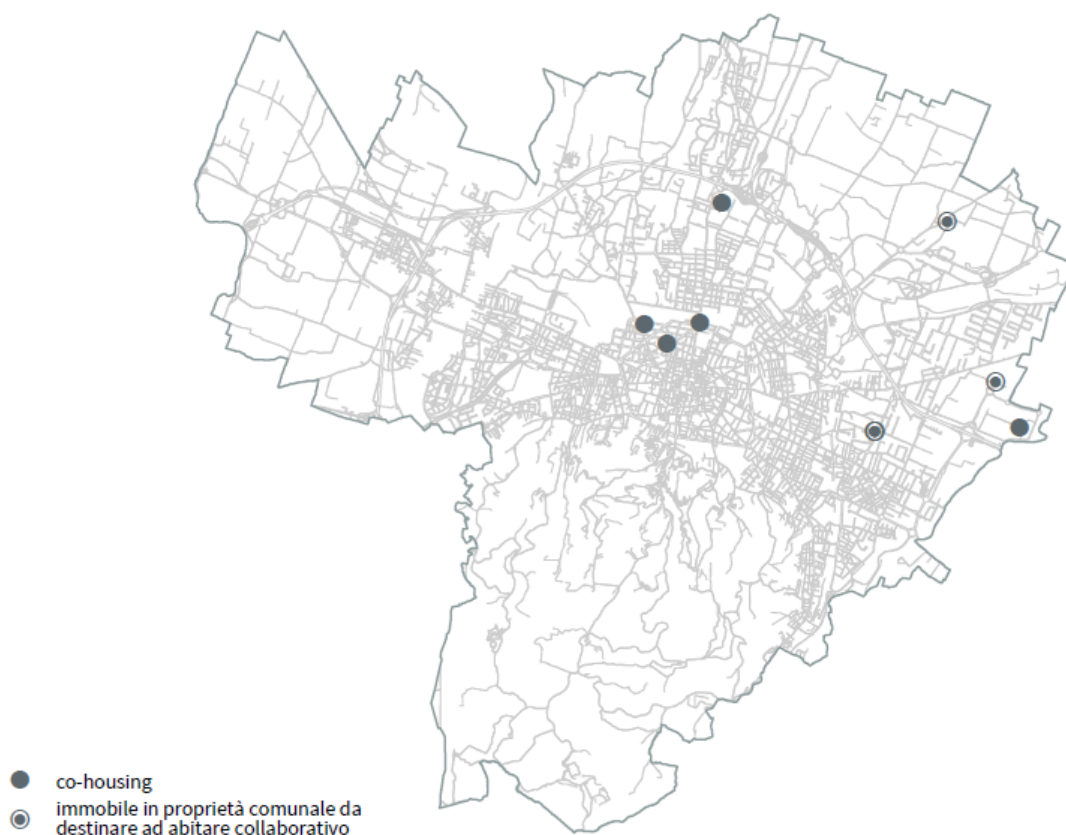 co-housing
immobile in proprietà comunale da
destinare ad abitare collaborativo